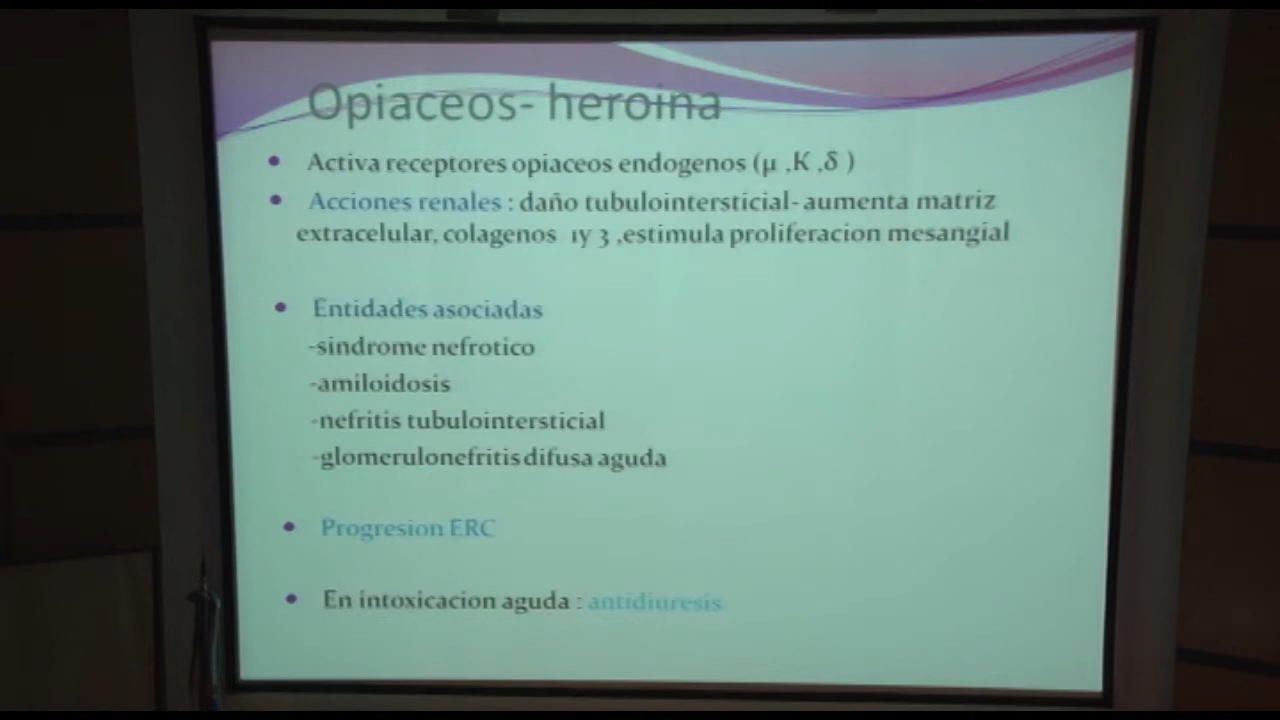 Opiaceos- heroina
• Activa receptores opiaceos endogenos (μ ,K ,δ )
• Acciones renales : daño tubulointersticial- aumenta matriz
extracelular, colagenos 1y 3 ,estimula proliferacion mesangial
• Entidades asociadas
-sindrome nefrotico
-amiloidosis
-nefritis tubulointersticial
-glomerulonefritis difusa aguda
• Progresion ERC
• En intoxicacion aguda : antidiuresis